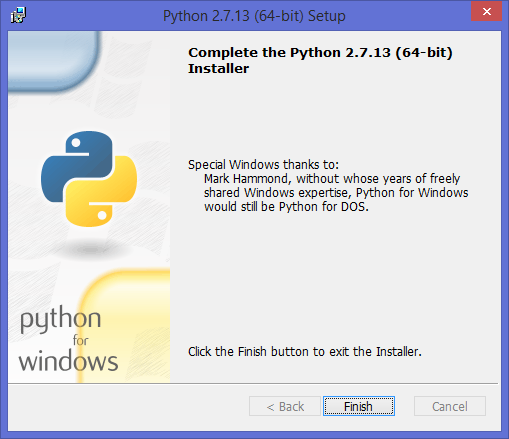 Python 2.7.13 (64-bit) Setup
Complete the Python 2.7.13 (64-bit)
Installer
Special Windows thanks to:
Mark Hammond, without whose years of freely
shared Windows expertise, Python for Windows
would still be Python for DOS.
python
for
windows
Click the Finish button to exit the Installer.
< Back
Finish
Cancel